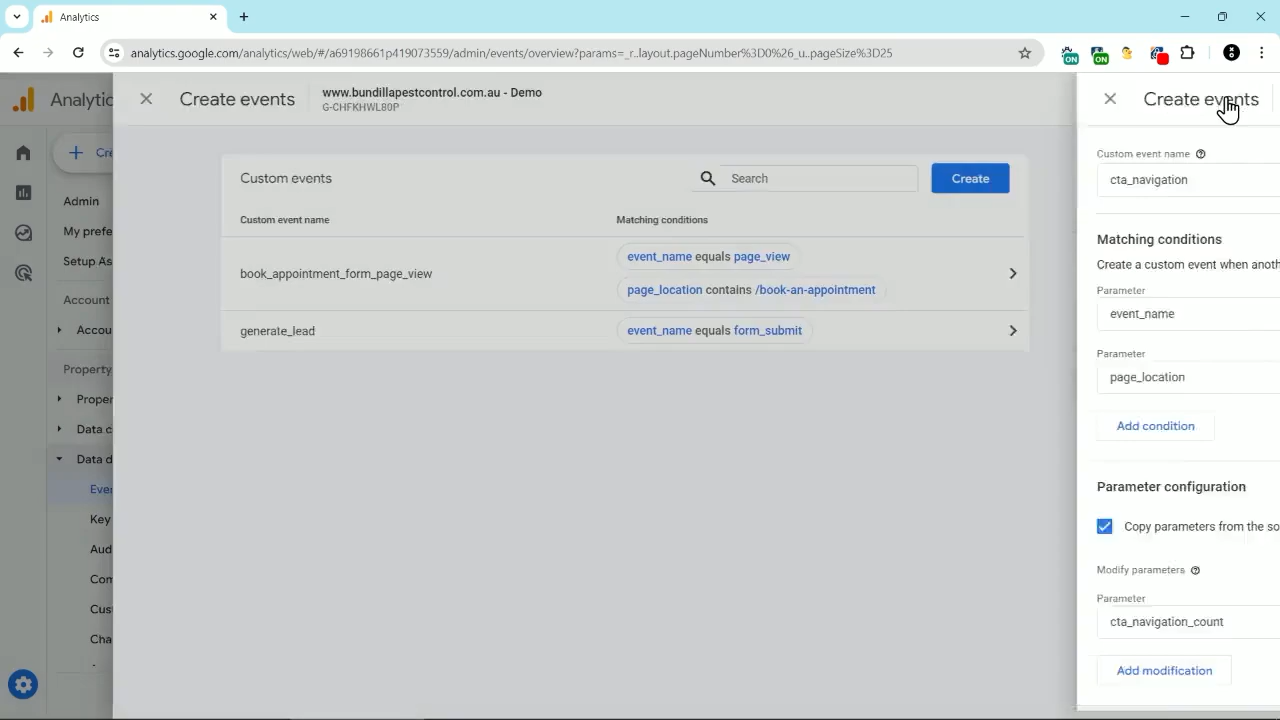 Analytics
analytics.google.com/analytics/web/#/a69198661p419073559/admin/events/overview?params=_r..layout.pageNumber%3D0%26_u..pageSize%3D25
ON
ON
Analytic
Create events
www.bundillapestcontrol.com.au - Demo
G-CHFKHWL80P
Create events
Cre
Admin
My prefe
Setup As
Account
Accou
Property
Proper
Data c
Data d
Ever
Key
Aud
Com
Cus
Cha
Custom events
Search
Create
Custom event name
Matching conditions
book_appointment_form_page_view
event_name equals page_view
page_location contains /book-an-appointment
generate_lead
event_name equals form_submit
Custom event name
cta_navigation
Matching conditions
Create a custom event when anoth
Parameter
event_name
Parameter
page_location
Add condition
Parameter configuration
Copy parameters from the so
Modify parameters
Parameter
cta_navigation_count
Add modification